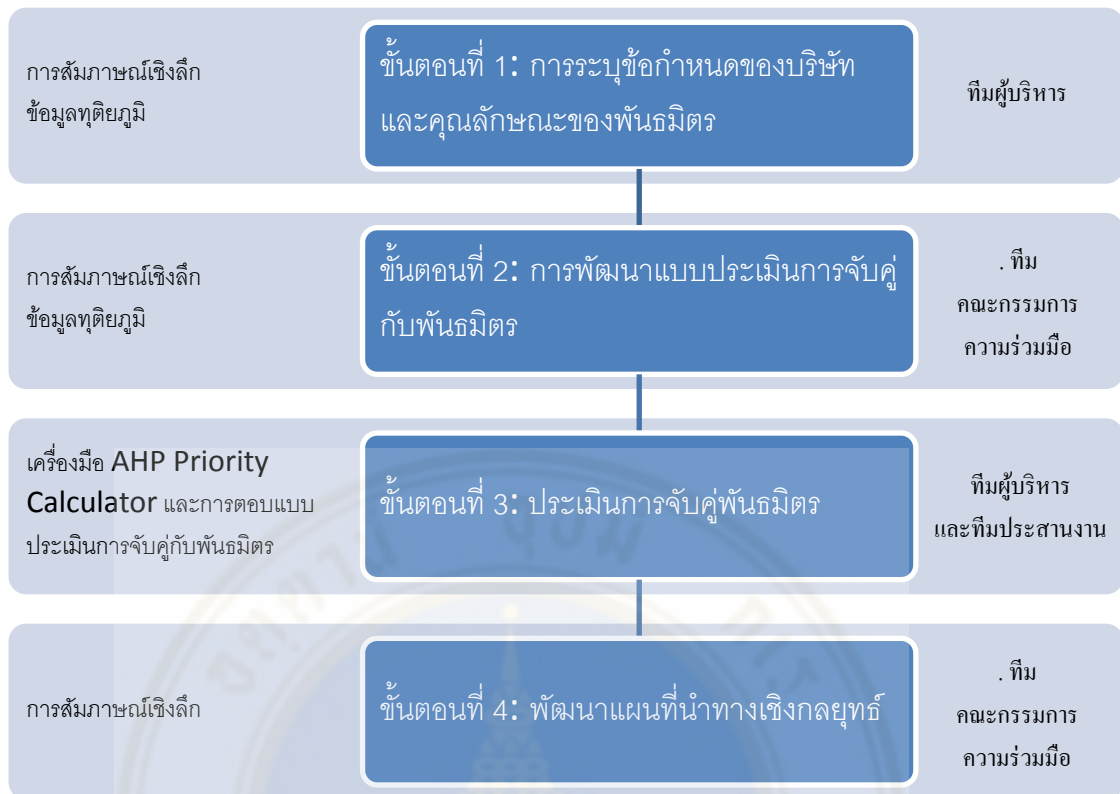 การสัมภาษณ์เชิงลึก
ข้อมูลทุติยภูมิ
ขั้นตอนที่ 1: การระบุข้อกำหนดของบริษัท
และคุณลักษณะของพันธมิตร
ทีมผู้บริหาร
การสัมภาษณ์เชิงลึก
ข้อมูลทุติยภูมิ
ขั้นตอนที่ 2: การพัฒนาแบบประเมินการจับคู่
กับพันธมิตร
. ทีม
คณะกรรมการ
ความร่วมมือ
เครื่องมือ AHP Priority
Calculator และการตอบแบบ
ประเมินการจับคู่กับพันธมิตร
ขั้นตอนที่ 3: ประเมินการจับคู่พันธมิตร
ทีมผู้บริหาร
และทีมประสานงาน
การสัมภาษณ์เชิงลึก
ขั้นตอนที่ 4: พัฒนาแผนที่นำทางเชิงกลยุทธ์
. ทีม
คณะกรรมการ
ความร่วมมือ